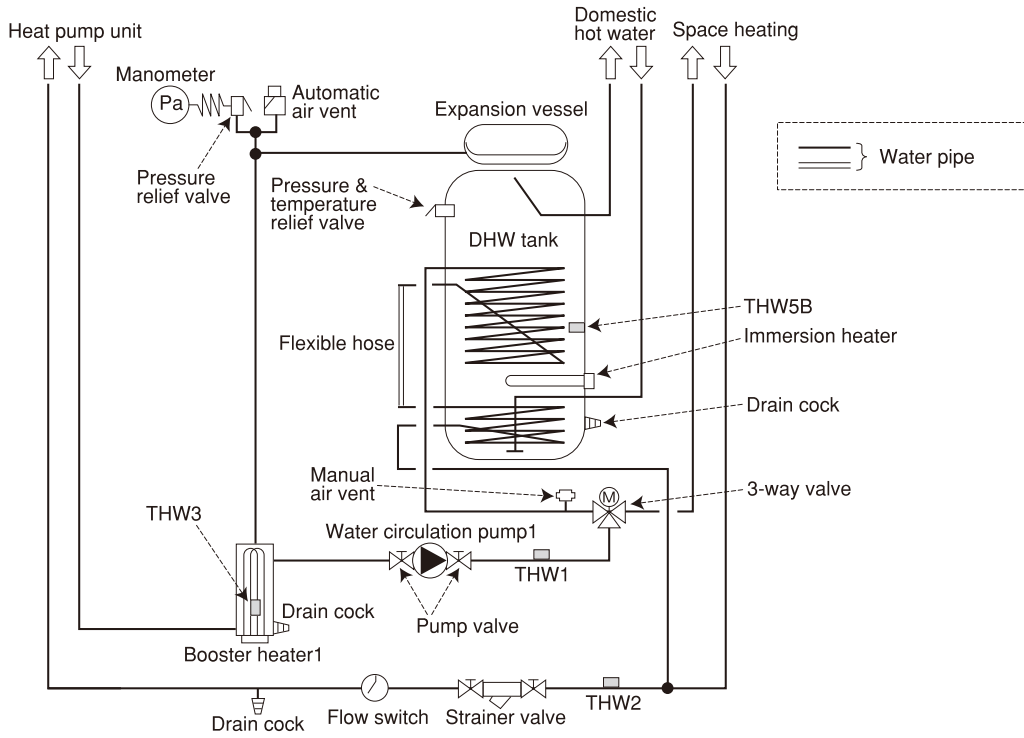 Heat pump unit
Domestic
hot water
Space heating
Manometer
Pa
Automatic
air vent
Expansion vessel
Water pipe
Pressure
relief valve
Pressure &
temperature
relief valve
DHW tank
THW5B
Flexible hose
Immersion heater
Drain cock
Manual
air vent
M
3-way valve
THW3
Water circulation pump1
THW1
Drain cock
Pump valve
Booster heater1
THW2
Drain cock
Flow switch
Strainer valve